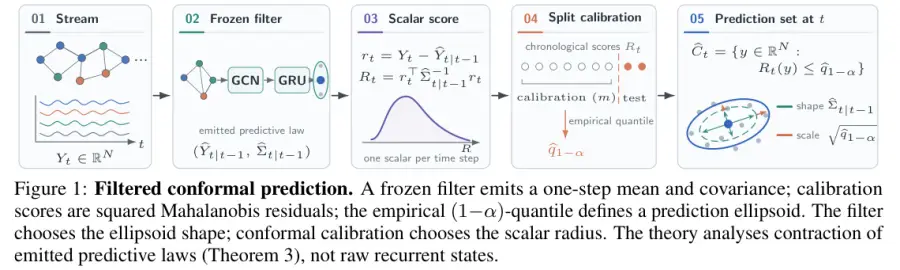 01 Stream
...
t
Y_t ∈ ℝ^N
02 Frozen filter
GCN GRU
emitted predictive law
(Ŷ_{t|t−1}, Σ̂_{t|t−1})
03 Scalar score
r_t = Y_t − Ŷ_{t|t−1}
R_t = r_t^⊤ Σ̂_{t|t−1}^{−1} r_t
R
one scalar per time step
04 Split calibration
chronological scores R_t
calibration (m) test
empirical quantile
q̂_{1−α}
05 Prediction set at t
Ĉ_t = {y ∈ ℝ^N :
R_t(y) ≤ q̂_{1−α}}
shape Σ̂_{t|t−1}
scale √q̂_{1−α}
Figure 1: Filtered conformal prediction. A frozen filter emits a one-step mean and covariance; calibration
scores are squared Mahalanobis residuals; the empirical (1−α)-quantile defines a prediction ellipsoid. The filter
chooses the ellipsoid shape; conformal calibration chooses the scalar radius. The theory analyses contraction of
emitted predictive laws (Theorem 3), not raw recurrent states.